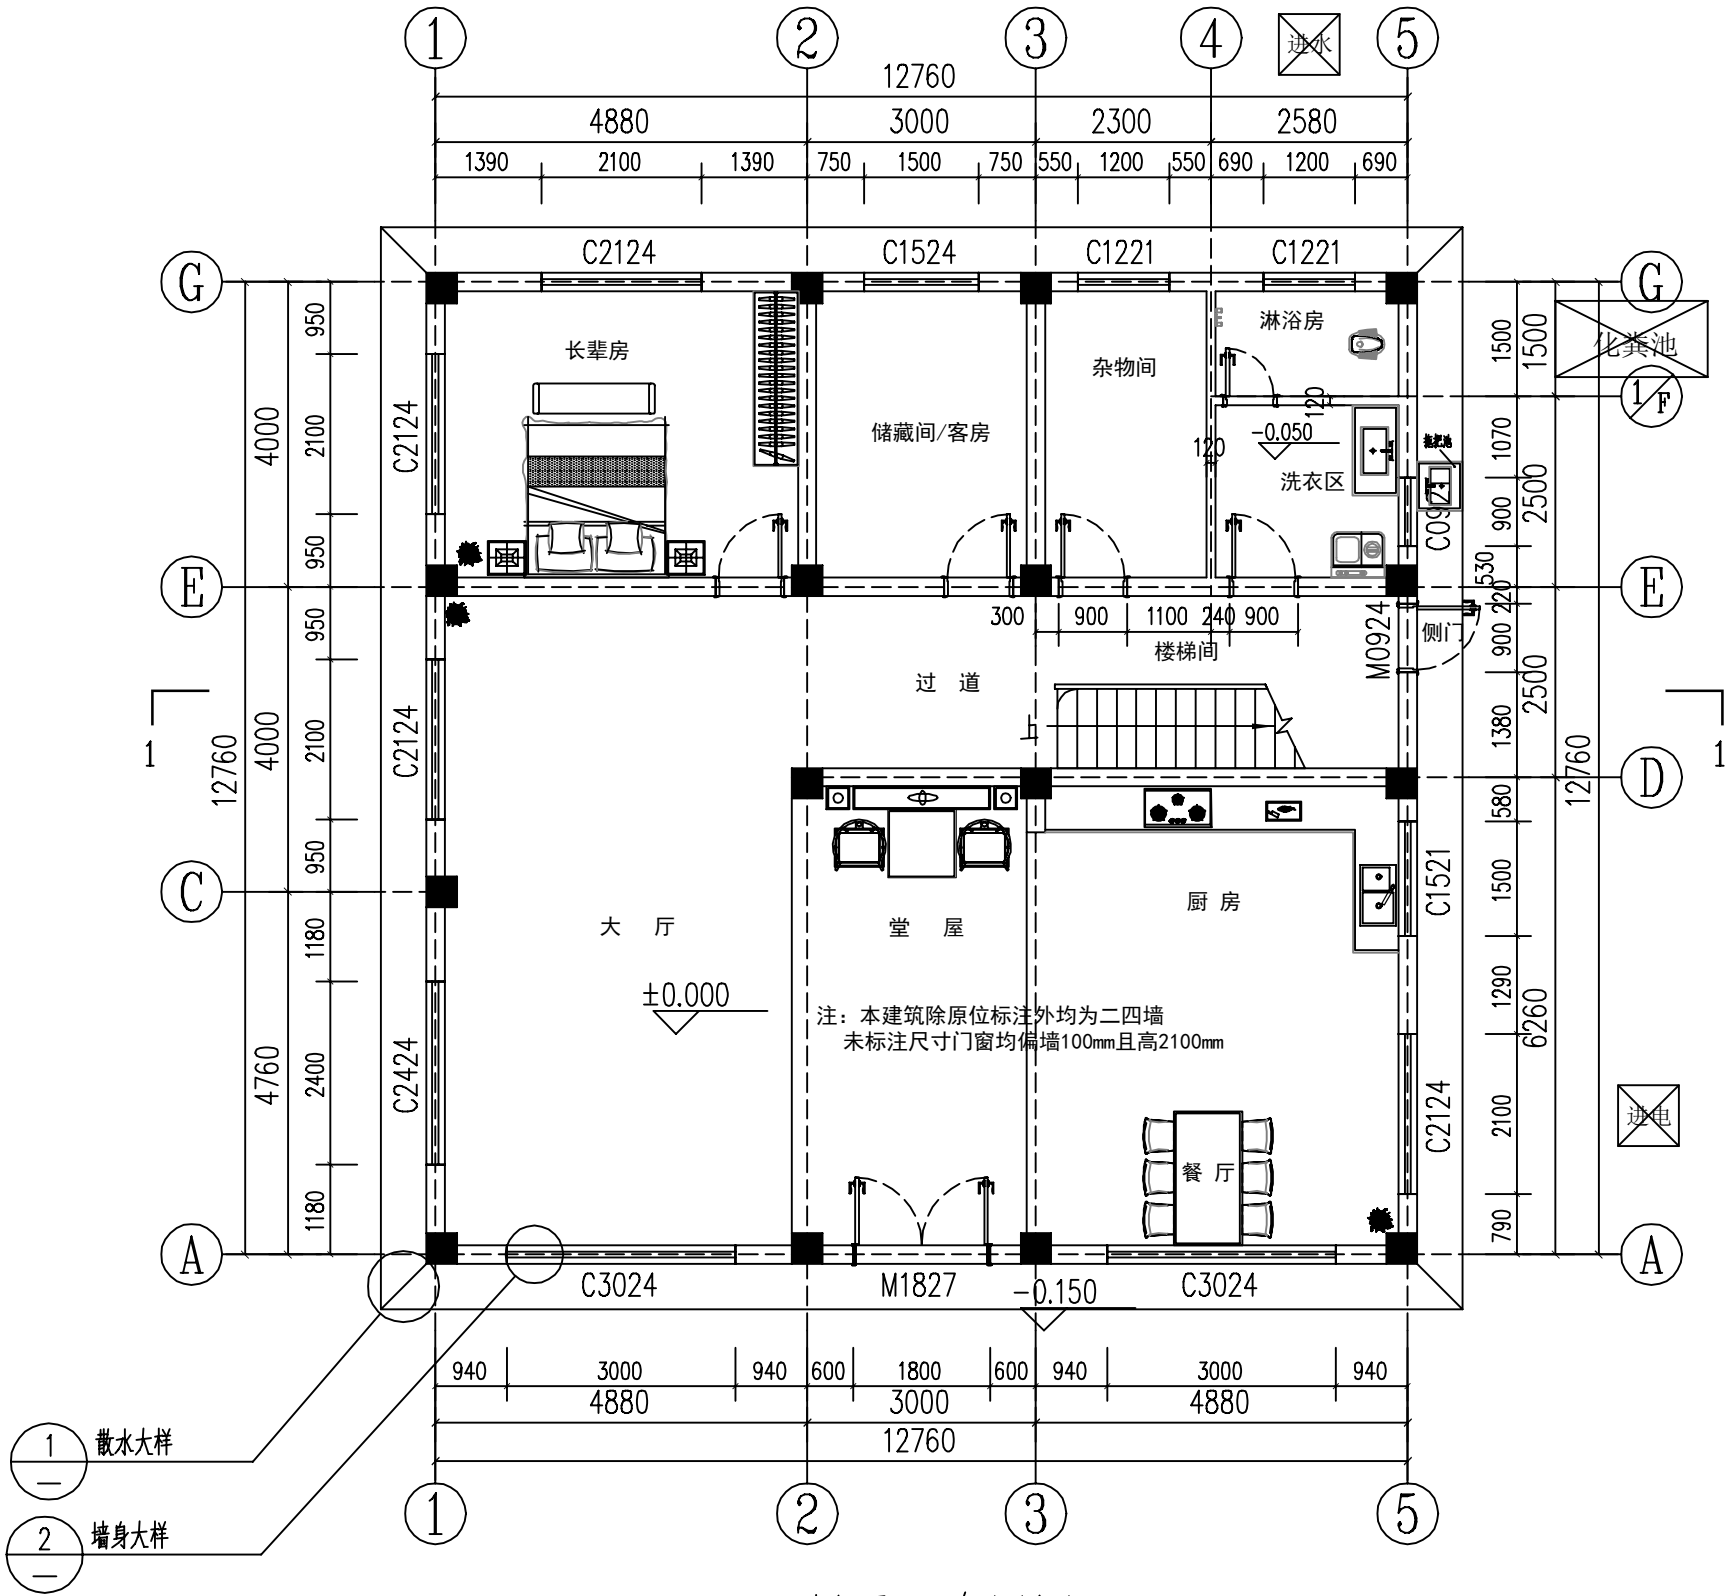 1 2 3 4 5
进水
12760
4880 3000 2300 2580
1390 2100 1390 750 1500 750 550 1200 550 690 1200 690
C2124 C1524 C1221 C1221
G G
950 1500 1500
淋浴房
化粪池
长辈房
杂物间
1/F
120
4000 2100 C2124
储藏间/客房
-0.050
120
1070
拖把池
洗衣区
2500
900
950
530
E E
300 900 1100 240 900
220
950
M0924
侧门
900
楼梯间
过 道
2500
上
1 1
4000 2100 C2124
1380
12760 12760
D
580
950
C1521
1500
C
厨 房
大 厅
堂 屋
1180
±0.000
1290
6260
注：本建筑除原位标注外均为二四墙
未标注尺寸门窗均偏墙100mm且高2100mm
4760 2400 C2424
C2124
2100
进电
餐 厅
1180
790
A A
C3024 M1827 C3024
-0.150
940 3000 940 600 1800 600 940 3000 940
4880 3000 4880
12760
1 散水大样
—
2 墙身大样
—
1 2 3 5